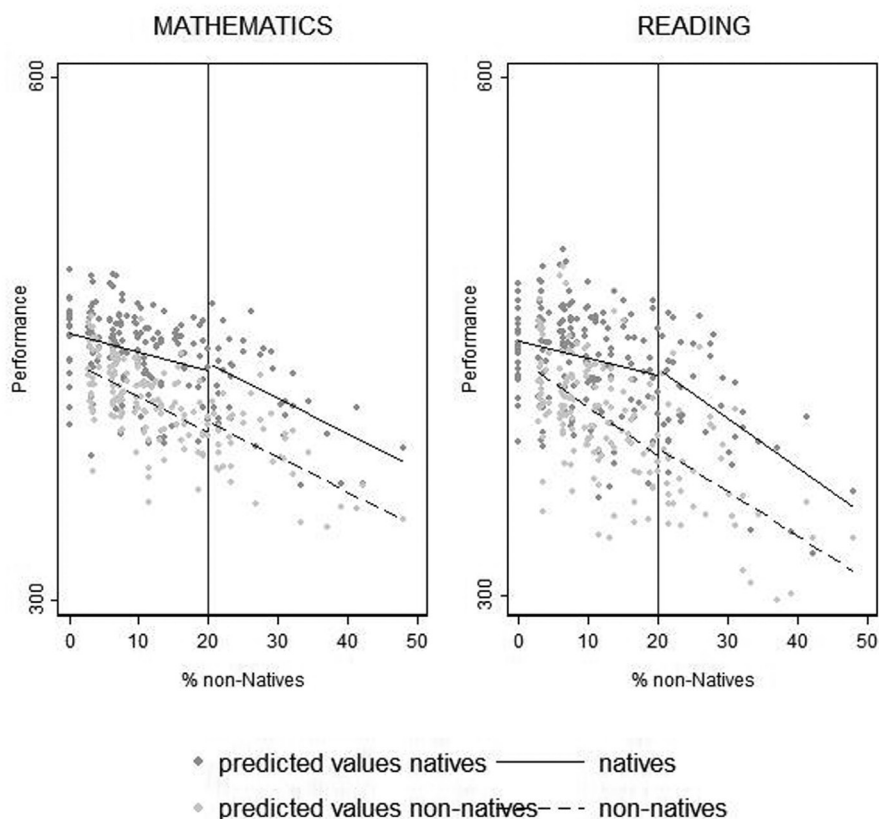 MATHEMATICS
READING
600
Performance
300
0 10 20 30 40 50
% non-Natives
600
Performance
300
0 10 20 30 40 50
% non-Natives
predicted values natives natives
predicted values non-natives non-natives